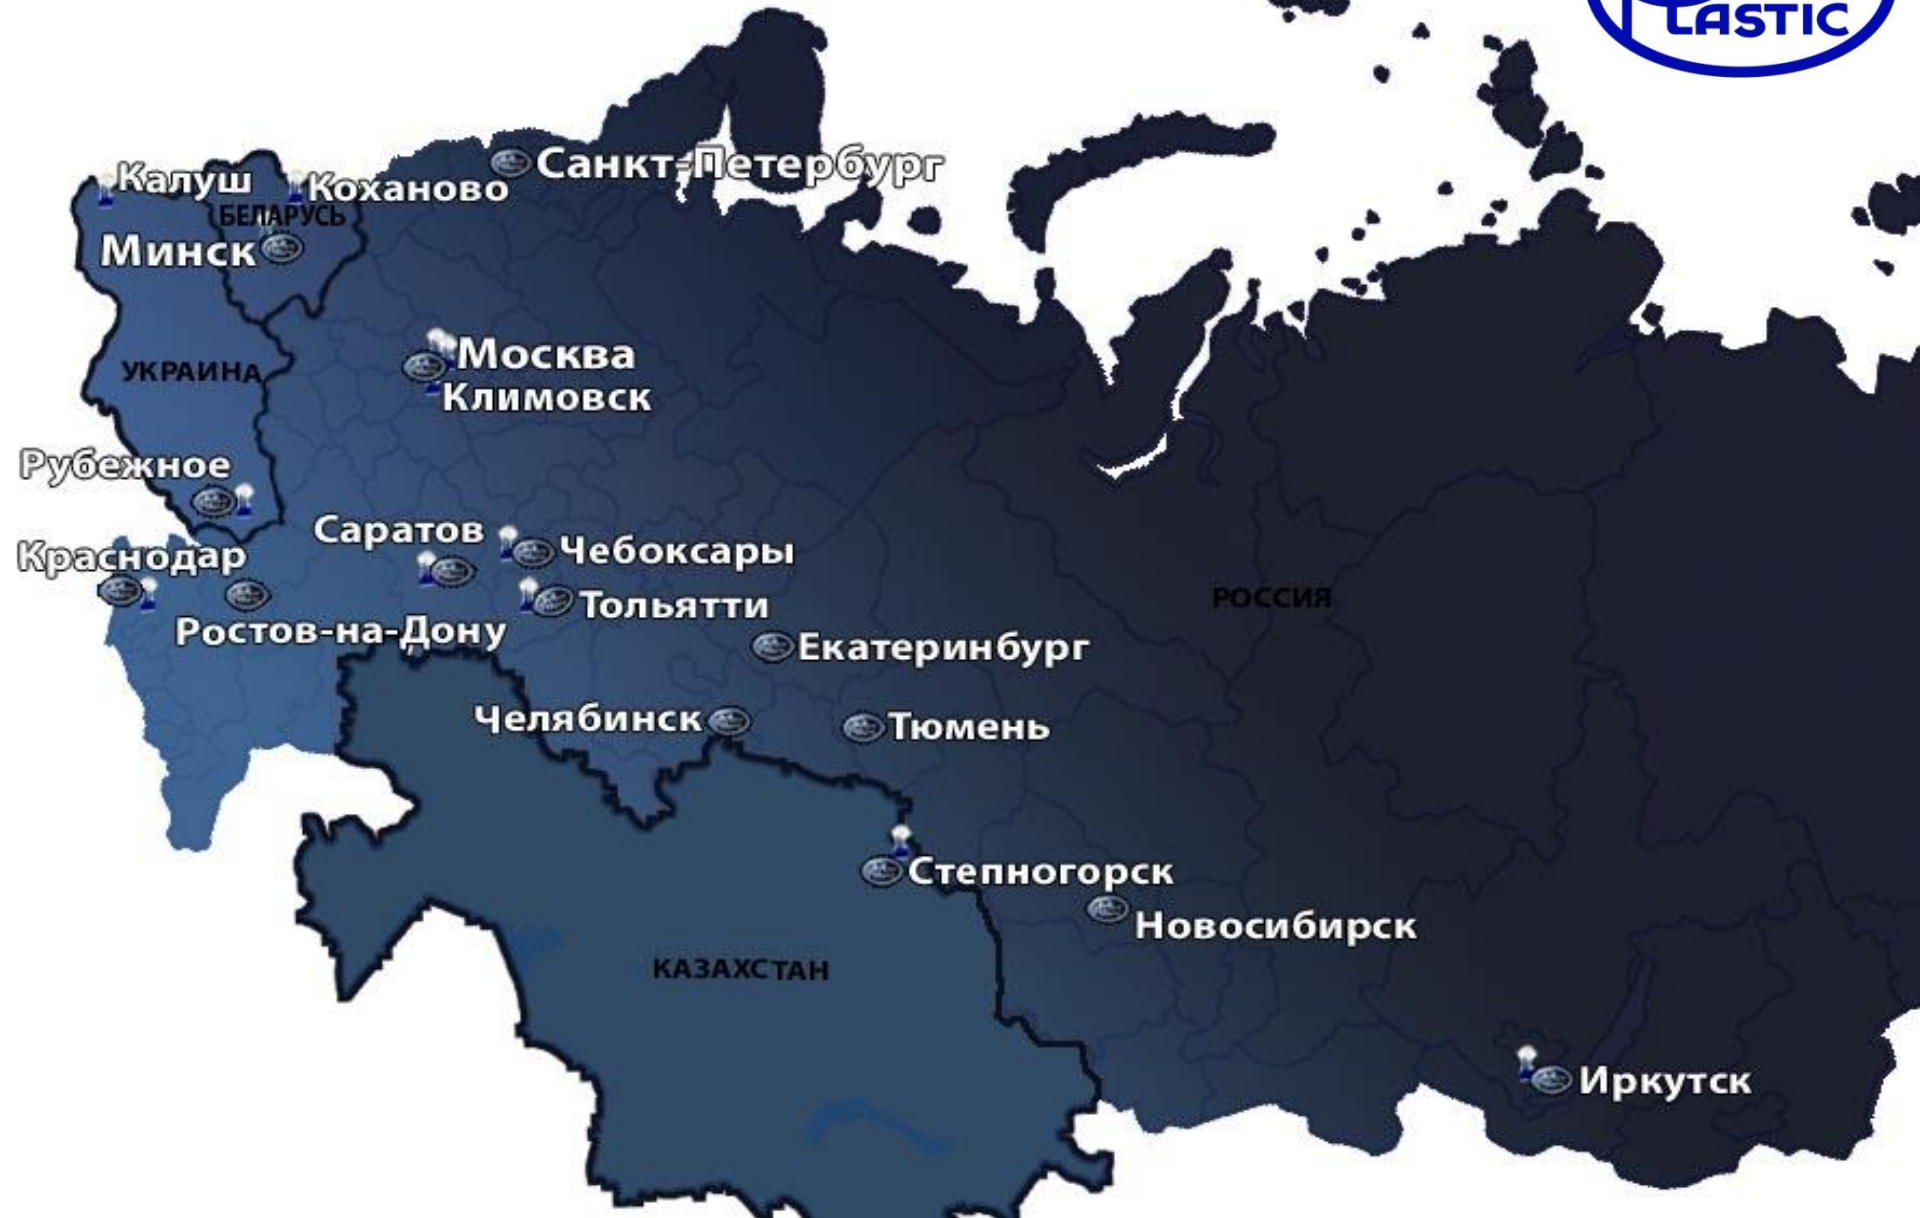 LASTIC
Санкт-Петербург
Калуш
Коханово
БЕЛАРУСЬ
Минск
Москва
УКРАИНА
Климовск
Рубежное
Саратов
Чебоксары
Краснодар
РОССИЯ
Тольятти
Ростов-на-Дону
Екатеринбург
Челябинск
Тюмень
Степногорск
Новосибирск
КАЗАХСТАН
Иркутск